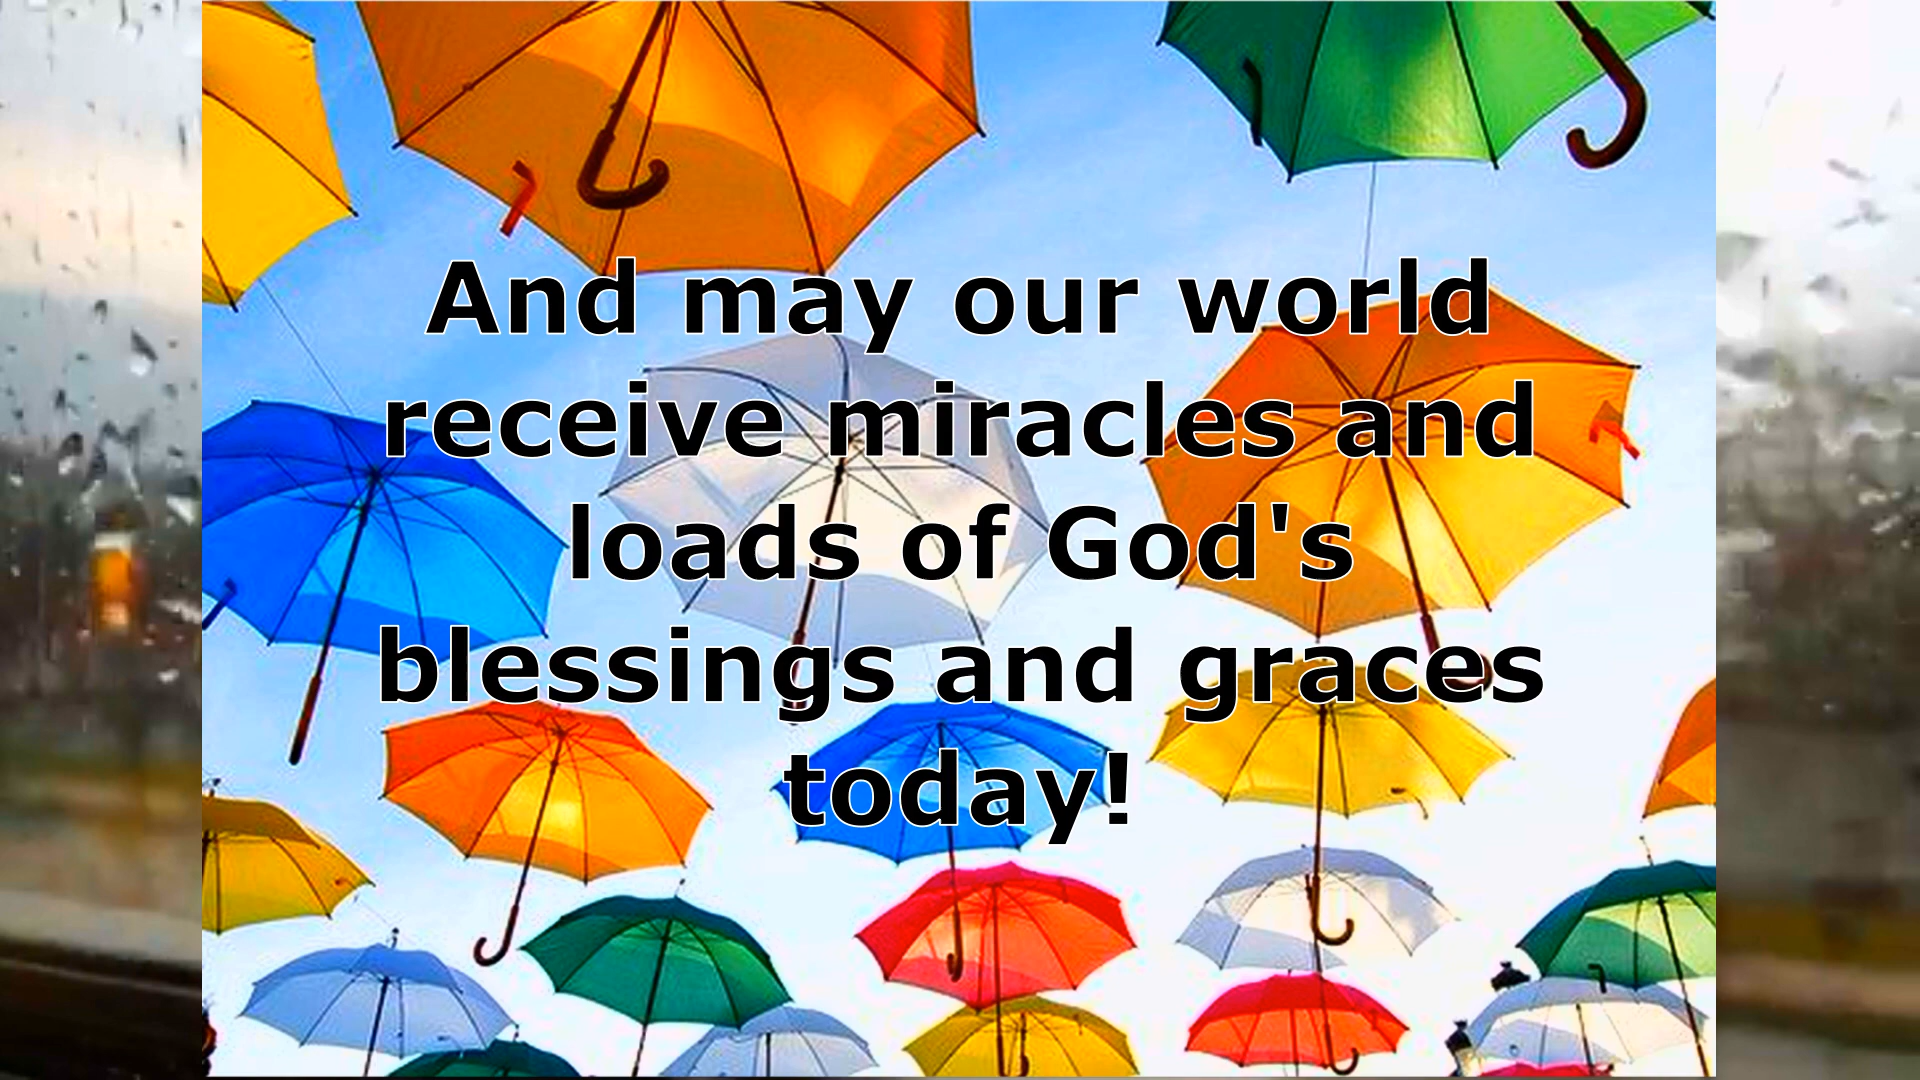 And may our world
receive miracles and
loads of God's
blessings and graces
today!